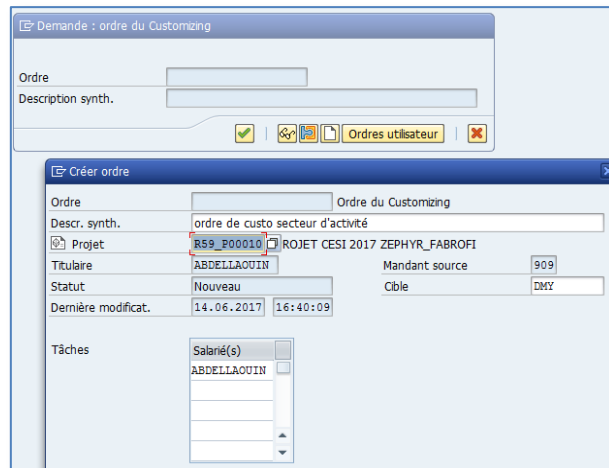 Demande : ordre du Customizing
Ordre
Description synth.
Ordres utilisateur
Créer ordre
Ordre Ordre du Customizing
Descr. synth. ordre de custo secteur d'activité
Projet R59_P00010 ROJET CESI 2017 ZEPHYR_FABROFI
Titulaire ABDELLAOUIN Mandant source 909
Statut Nouveau Cible DMY
Dernière modificat. 14.06.2017 16:40:09
Tâches Salarié(s)
ABDELLAOUIN